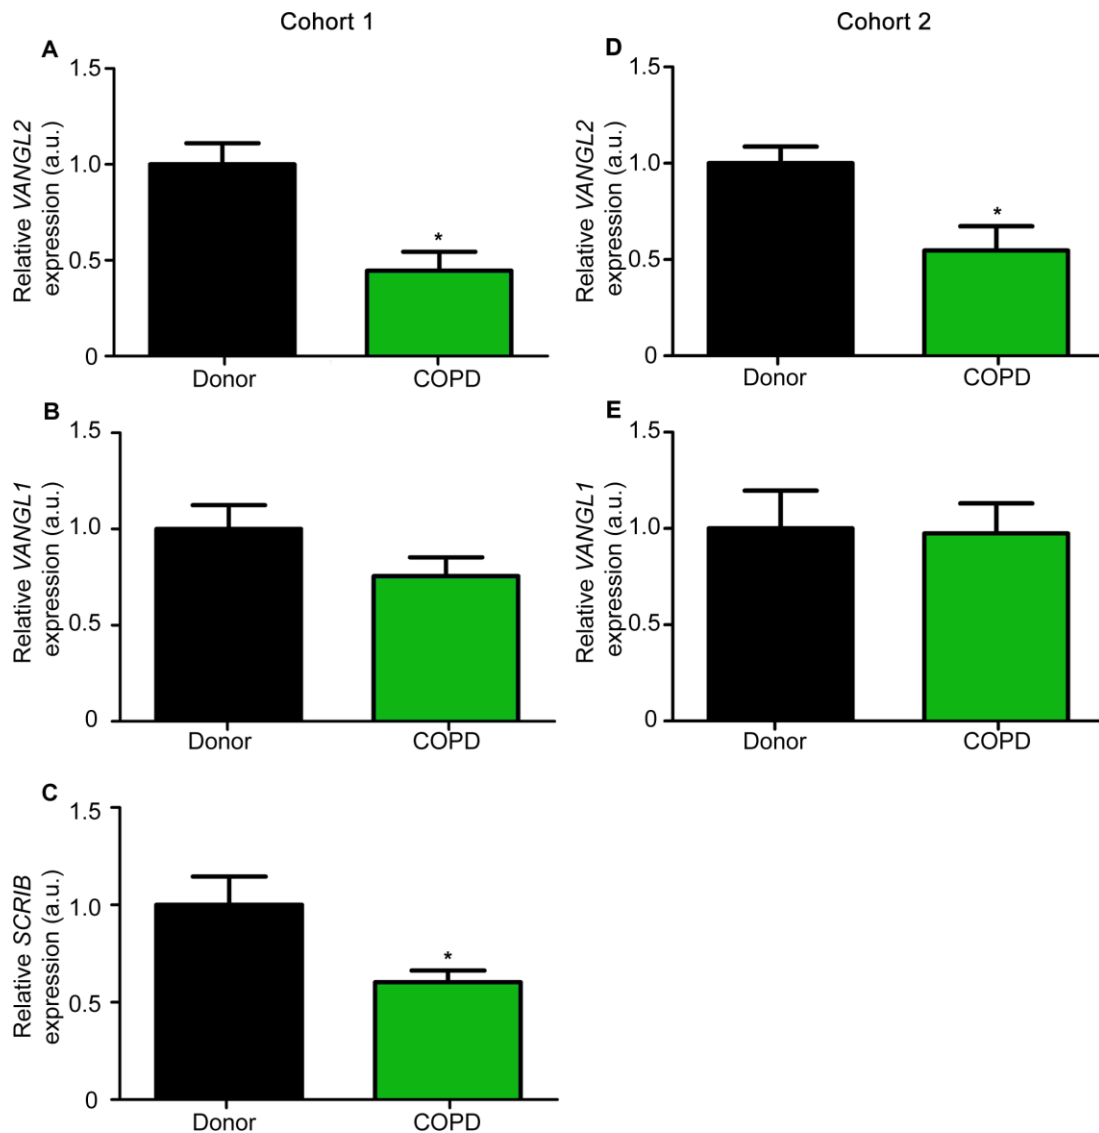 Cohort 1
A
Relative VANGL2
expression (a.u.)
1.5
1.0
0.5
0
*
Donor
COPD
B
Relative VANGL1
expression (a.u.)
1.5
1.0
0.5
0
Donor
COPD
C
Relative SCRIB
expression (a.u.)
1.5
1.0
0.5
0
*
Donor
COPD
Cohort 2
D
Relative VANGL2
expression (a.u.)
1.5
1.0
0.5
0
*
Donor
COPD
E
Relative VANGL1
expression (a.u.)
1.5
1.0
0.5
0
Donor
COPD